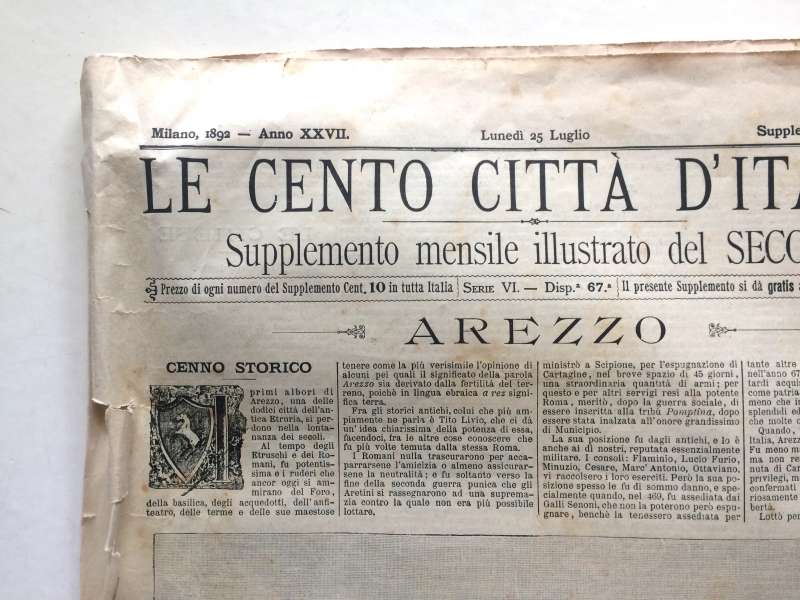 Milano, 1892 — Anno XXVII.
Lunedì 25 Luglio
LE CENTO CITTÀ D'ITA
Supplemento mensile illustrato del SECO
Prezzo di ogni numero del Supplemento Cent. 10 in tutta Italia
SERIE VI. — Disp.ª 67.ª
Il presente Supplemento si dà gratis
AREZZO
CENNO STORICO
primi albori di
Arezzo, una delle
dodici città dell'an-
tica Etruria, si per-
dono nella lonta-
nanza dei secoli.
Al tempo degli
Etruschi e dei Ro-
mani, fu potentis-
sima e i ruderi che
ancor oggi si am-
mirano del Foro,
della basilica, degli acquedotti, dell'anfi-
teatro, delle terme e delle sue maestose
tenere come la più verisimile l'opinione di
alcuni pei quali il significato della parola
Arezzo sia derivato dalla fertilità del ter-
reno, poichè in lingua ebraica a rez signi-
fica terra.
Fra gli storici antichi, colui che più am-
piamente ne parla è Tito Livio, che ci dà
un'idea chiarissima della potenza di essa,
facendoci, fra le altre cose conoscere che
fu più volte temuta dalla stessa Roma.
I Romani nulla trascurarono per acca-
parrarsene l'amicizia o almeno assicurar-
sene la neutralità; e fu soltanto verso la
fine della seconda guerra punica che gli
Aretini si rassegnarono ad una suprema-
zia contro la quale non era più possibile
lottare,
ministrò a Scipione, per l'espugnazione di
Cartagine, nel breve spazio di 45 giorni,
una straordinaria quantità di armi; per
questo e per altri servigi resi alla potente
Roma, meritò, dopo la guerra sociale, di
essere inscritta alla tribù Pomptina, dopo
essere stata inalzata all'onore grandissimo
di Municipio.
La sua posizione fu dagli antichi, e lo è
anche ai dì nostri, reputata essenzialmente
militare. I consoli: Flaminio, Lucio Furio,
Minuzio, Cesare, Marc' Antonio, Ottaviano,
vi raccolsero i loro eserciti. Però la sua po-
sizione spesso le fu di sommo danno, e spe-
cialmente quando, nel 469, fu assediata dai
Galli Senoni, che non la poterono però espu-
gnare, benchè la tenessero assediata per
tante altre
nell'anno 67
tardi acquis
come patria
meno che i
splendidi ed
che molte c
Quando,
Italia, Arezz
Fu meno ma
ma non re
nuta di Car
privilegi, ma
confermati
riosamente
bertà.
Lottò per